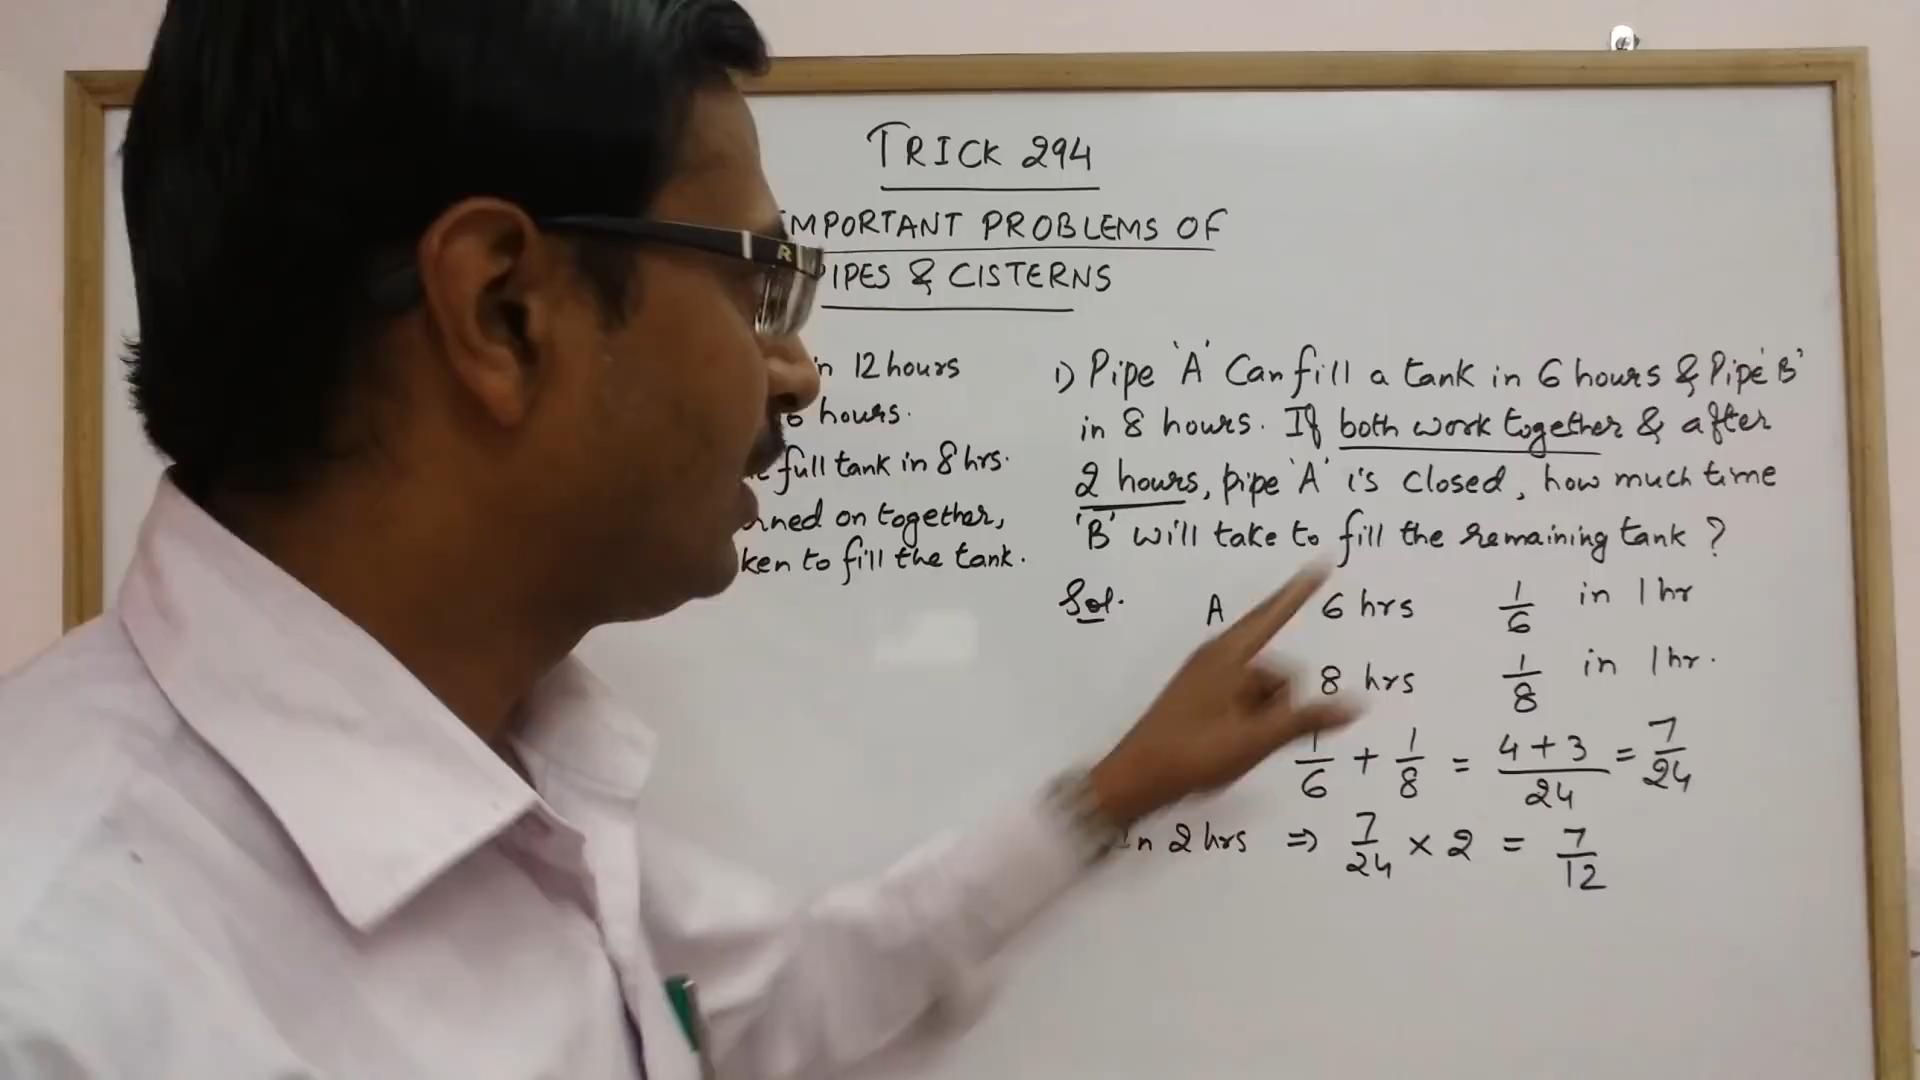 TRICK 294
IMPORTANT PROBLEMS OF
PIPES & CISTERNS
in 12 hours
hours.
full tank in 8 hrs.
on together,
to fill the tank.
1) Pipe 'A' Can fill a tank in 6 hours & Pipe 'B'
in 8 hours. If both work together & after
2 hours, pipe 'A' is closed, how much time
'B' will take to fill the remaining tank ?
Sol. A 6 hrs 1/6 in 1 hr
8 hrs 1/8 in 1 hr.
1/6 + 1/8 = 4+3/24 = 7/24
In 2 hrs ⇒ 7/24 × 2 = 7/12
R